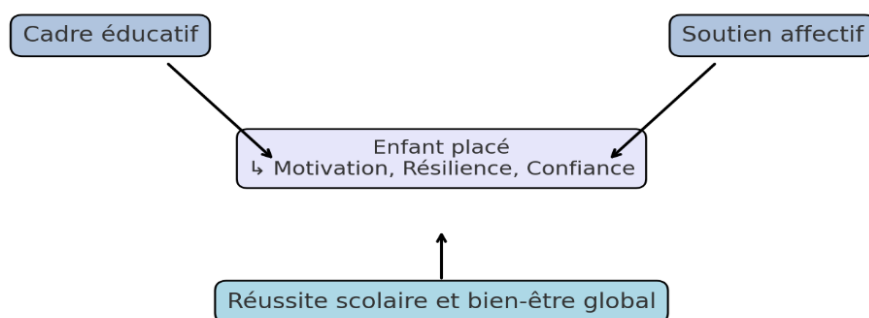 Cadre éducatif
Soutien affectif
Enfant placé
↳ Motivation, Résilience, Confiance
Réussite scolaire et bien-être global